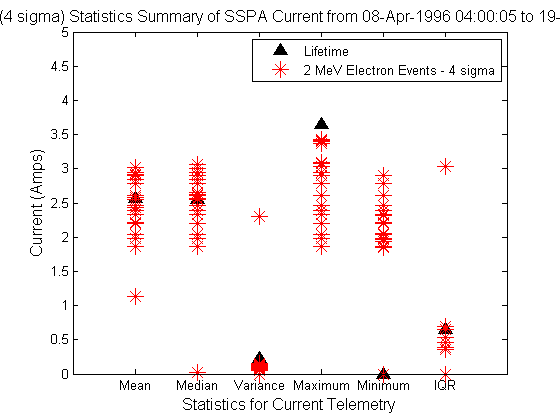 (4 sigma) Statistics Summary of SSPA Current from 08-Apr-1996 04:00:05 to 19-
5
4.5
4
3.5
3
2.5
2
1.5
1
0.5
0
Current (Amps)
Lifetime
2 MeV Electron Events - 4 sigma
Mean Median Variance Maximum Minimum IQR
Statistics for Current Telemetry